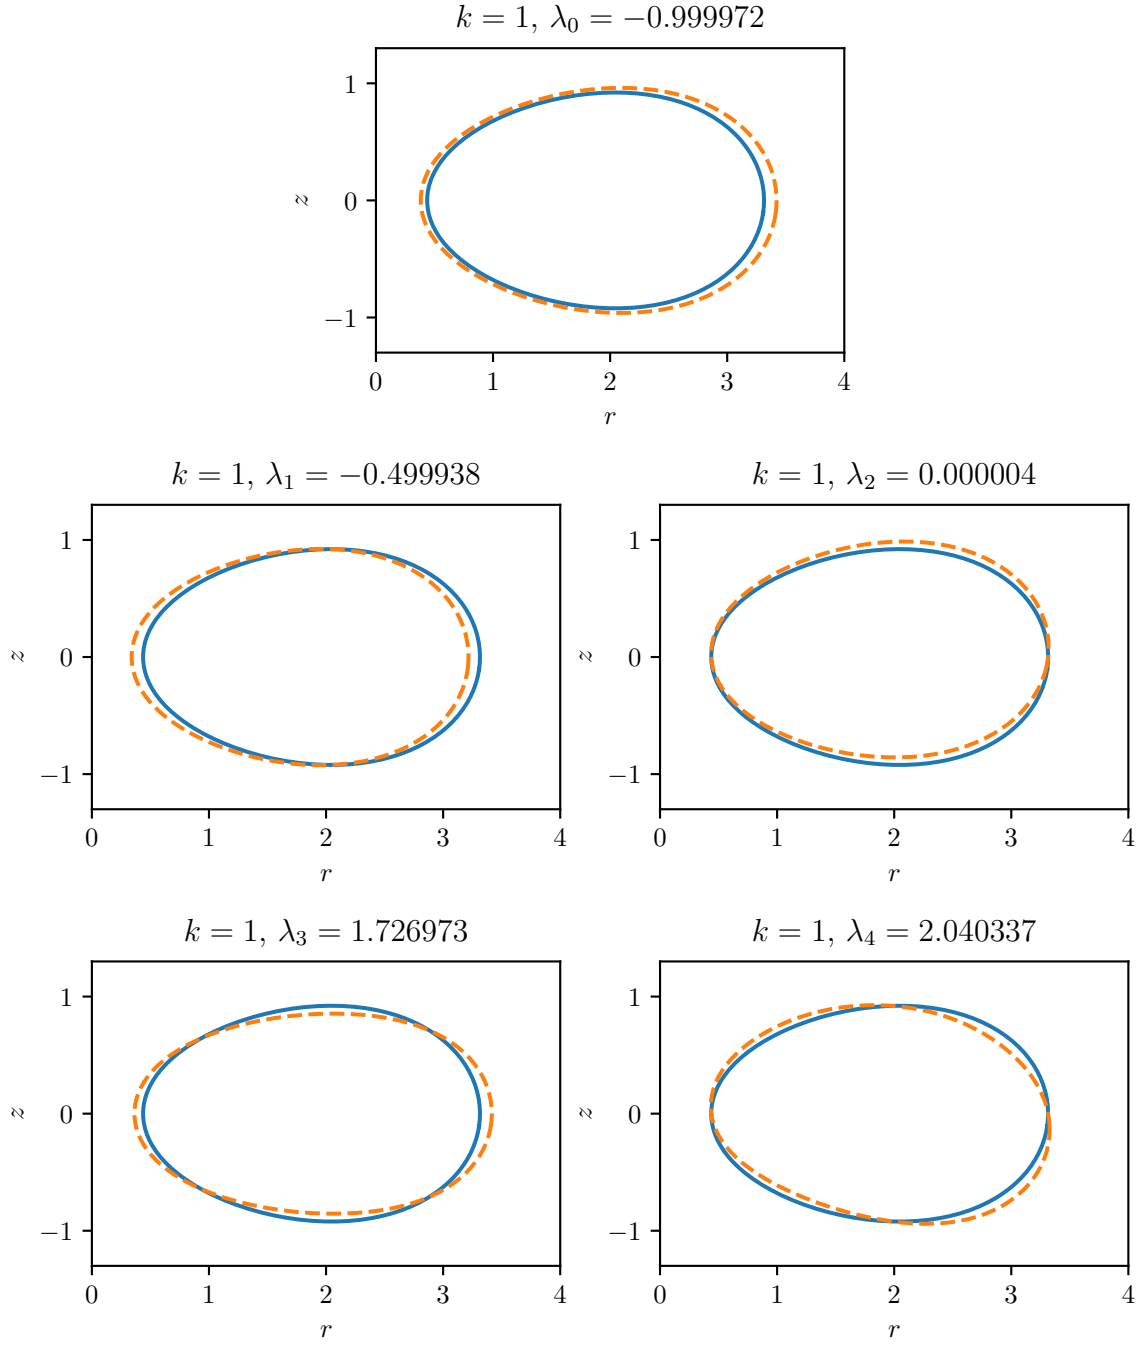 k = 1, λ₀ = −0.999972
1
0
−1
z
0 1 2 3 4
r
k = 1, λ₁ = −0.499938
1
0
−1
z
0 1 2 3 4
r
k = 1, λ₂ = 0.000004
1
0
−1
z
0 1 2 3 4
r
k = 1, λ₃ = 1.726973
1
0
−1
z
0 1 2 3 4
r
k = 1, λ₄ = 2.040337
1
0
−1
z
0 1 2 3 4
r